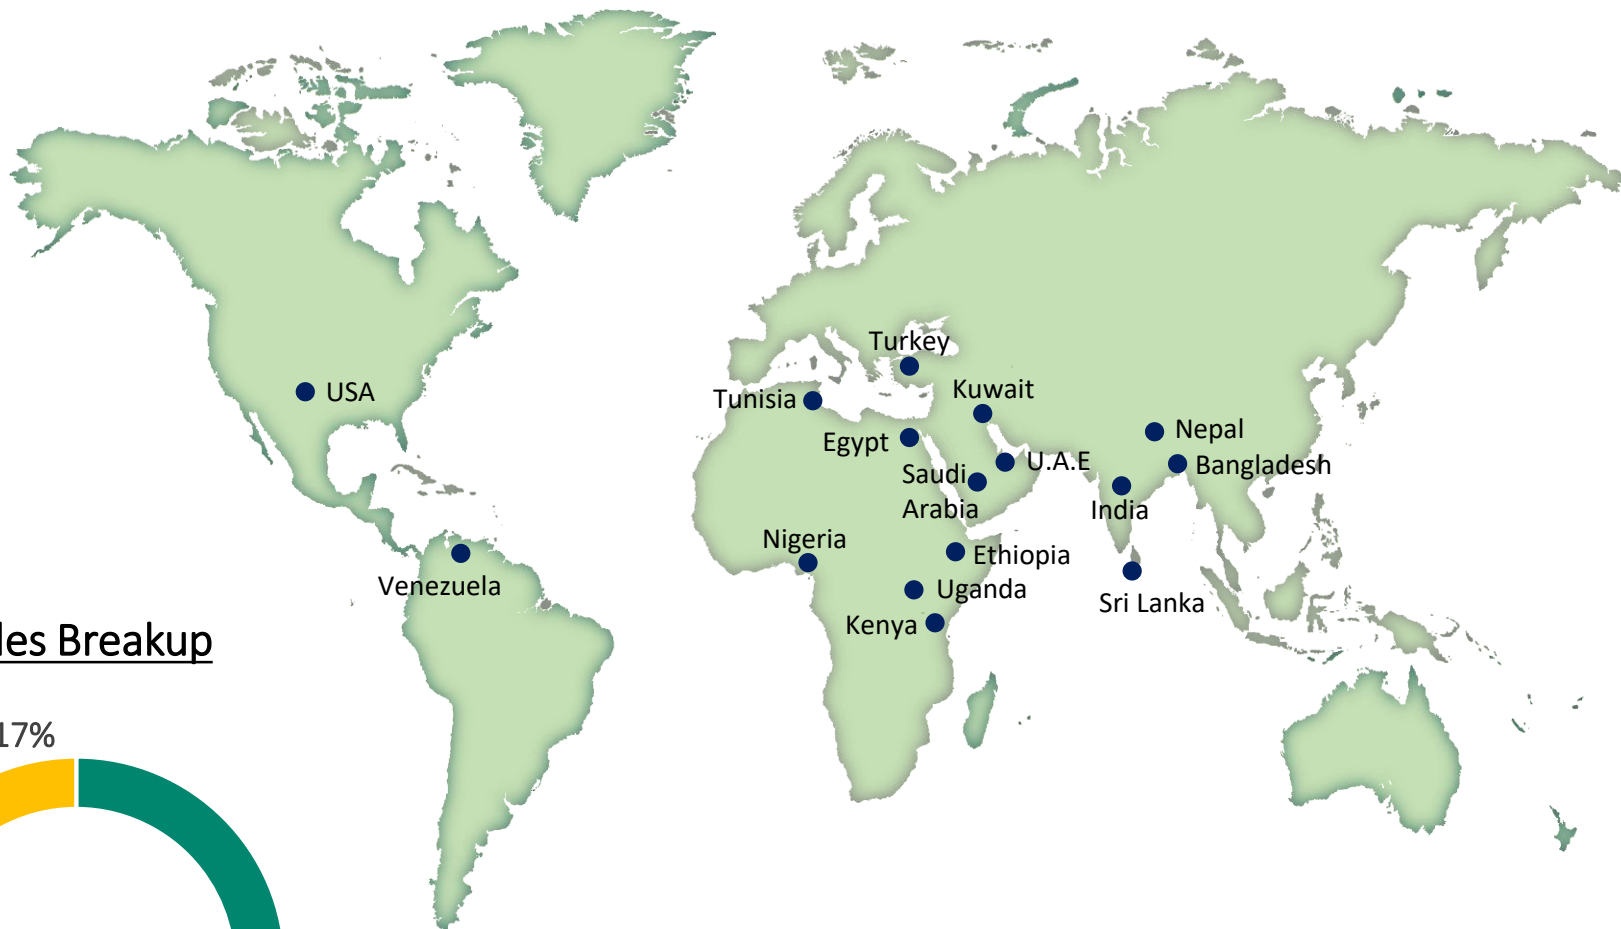 Turkey
Kuwait
USA
Tunisia
Nepal
Egypt
U.A.E
Bangladesh
Saudi
Arabia
India
Nigeria
Ethiopia
Venezuela
Uganda
Sri Lanka
Kenya
les Breakup
17%